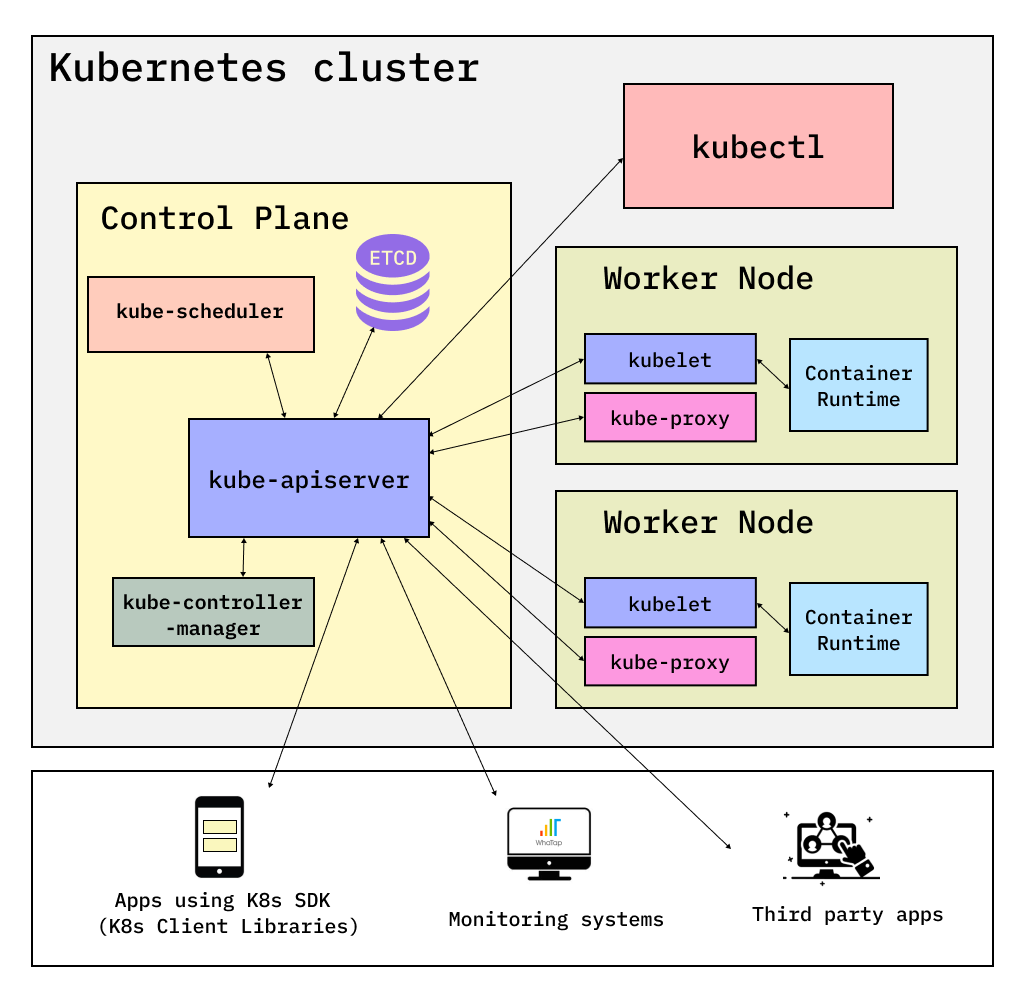 Kubernetes cluster
kubectl
Control Plane
ETCD
kube-scheduler
kube-apiserver
kube-controller
-manager
Worker Node
kubelet
kube-proxy
Container
Runtime
Worker Node
kubelet
kube-proxy
Container
Runtime
Apps using K8s SDK
(K8s Client Libraries)
WhaTap
Monitoring systems
Third party apps